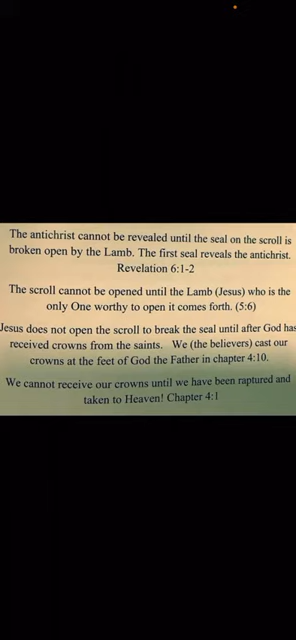 The antichrist cannot be revealed until the seal on the scroll is
broken open by the Lamb. The first seal reveals the antichrist.
Revelation 6:1-2
The scroll cannot be opened until the Lamb (Jesus) who is the
only One worthy to open it comes forth. (5:6)
Jesus does not open the scroll to break the seal until after God has
received crowns from the saints. We (the believers) cast our
crowns at the feet of God the Father in chapter 4:10.
We cannot receive our crowns until we have been raptured and
taken to Heaven! Chapter 4:1